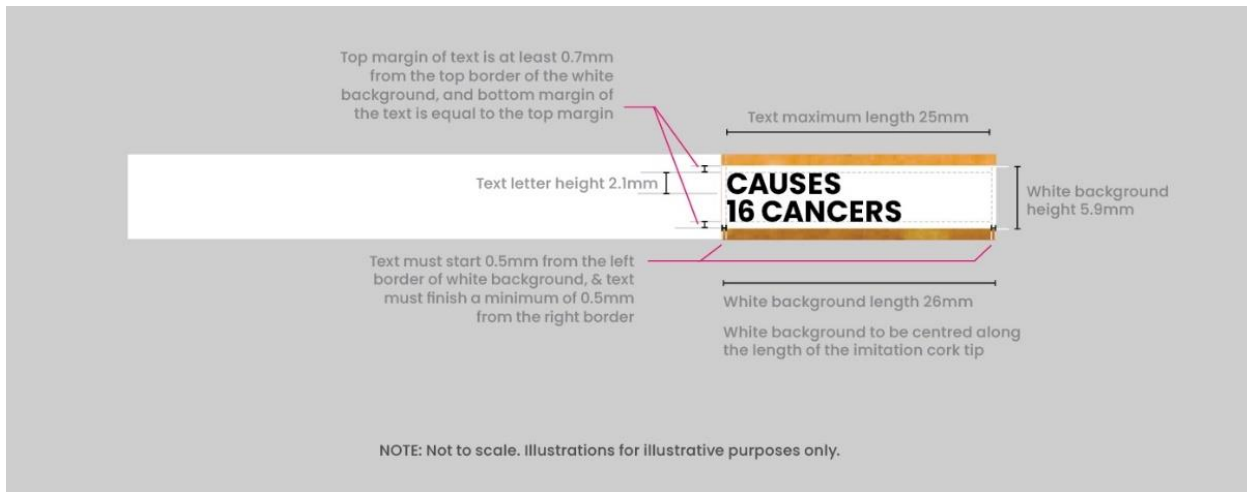 Top margin of text is at least 0.7mm
from the top border of the white
background, and bottom margin of
the text is equal to the top margin
Text maximum length 25mm
Text letter height 2.1mm
CAUSES
16 CANCERS
White background
height 5.9mm
Text must start 0.5mm from the left
border of white background, & text
must finish a minimum of 0.5mm
from the right border
White background length 26mm
White background to be centred along
the length of the imitation cork tip
NOTE: Not to scale. Illustrations for illustrative purposes only.